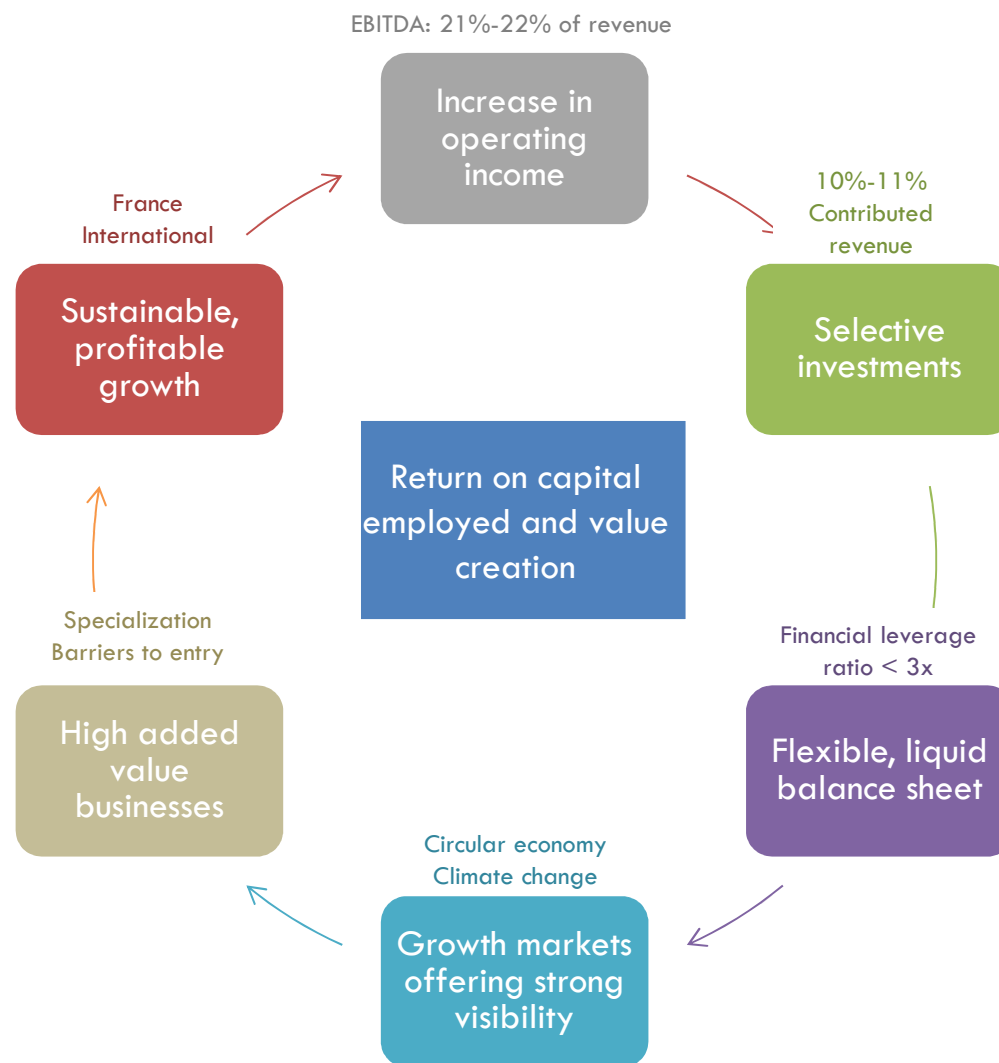 EBITDA: 21%-22% of revenue
Increase in
operating
income
10%-11%
Contributed
revenue
Selective
investments
Financial leverage
ratio < 3x
Flexible, liquid
balance sheet
Circular economy
Climate change
Growth markets
offering strong
visibility
Specialization
Barriers to entry
High added
value
businesses
France
International
Sustainable,
profitable
growth
Return on capital
employed and value
creation